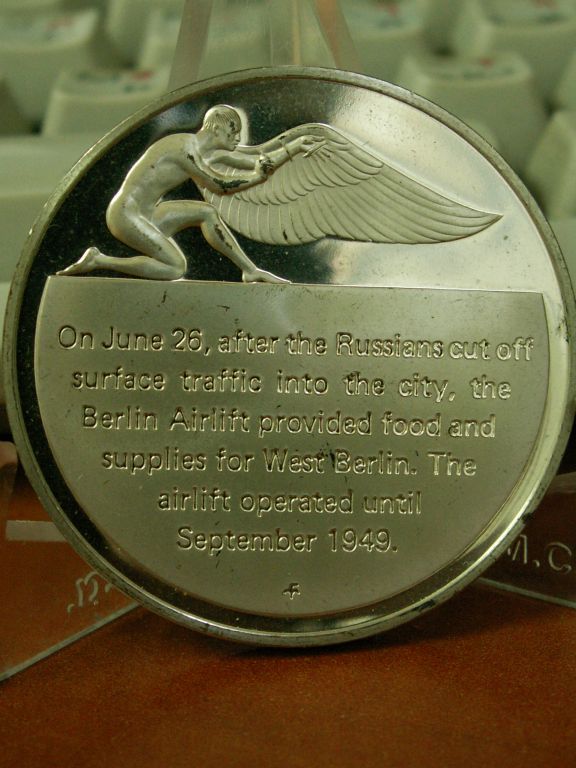 On June 26, after the Russians cut off
surface traffic into the city, the
Berlin Airlift provided food and
supplies for West Berlin. The
airlift operated until
September 1949.
M.C